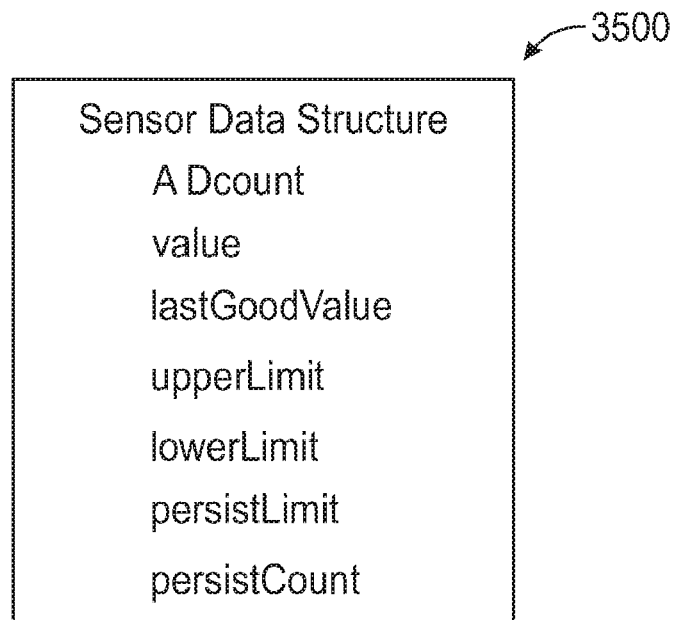 3500
Sensor Data Structure
A Dcount
value
lastGoodValue
upperLimit
lowerLimit
persistLimit
persistCount